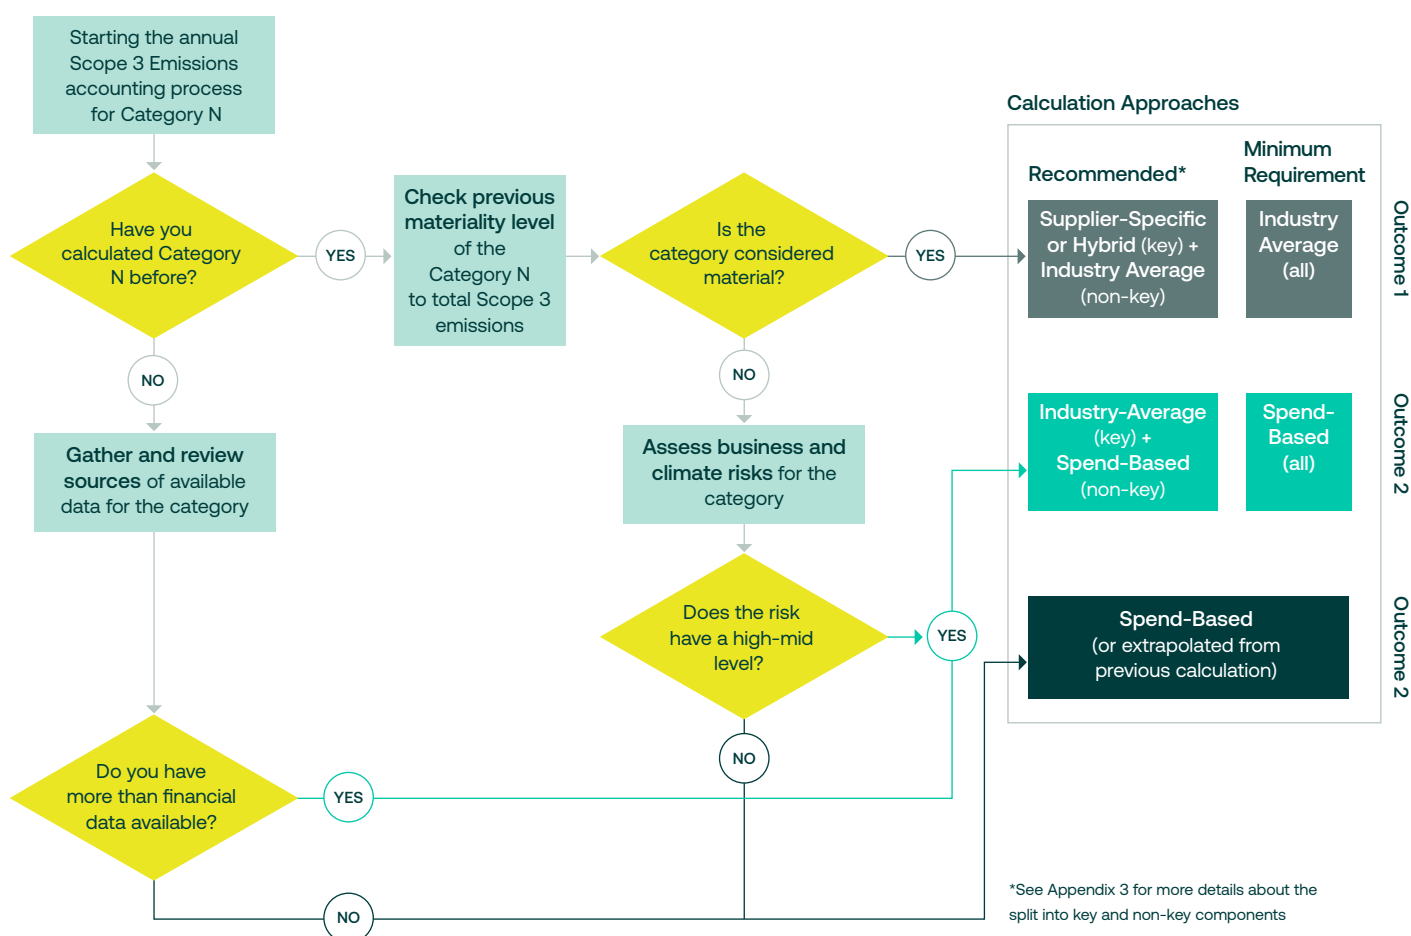 Starting the annual
Scope 3 Emissions
accounting process
for Category N
Have you
calculated Category
N before?
YES
NO
Check previous
materiality level
of the
Category N
to total Scope 3
emissions
Is the
category considered
material?
YES
NO
Gather and review
sources of available
data for the category
Assess business and
climate risks for the
category
Does the risk
have a high-mid
level?
YES
NO
Do you have
more than financial
data available?
YES
NO
Calculation Approaches
Recommended*
Minimum
Requirement
Supplier-Specific
or Hybrid (key) +
Industry Average
(non-key)
Industry
Average
(all)
Outcome 1
Industry-Average
(key) +
Spend-Based
(non-key)
Spend-
Based
(all)
Outcome 2
Spend-Based
(or extrapolated from
previous calculation)
Outcome 2
*See Appendix 3 for more details about the
split into key and non-key components